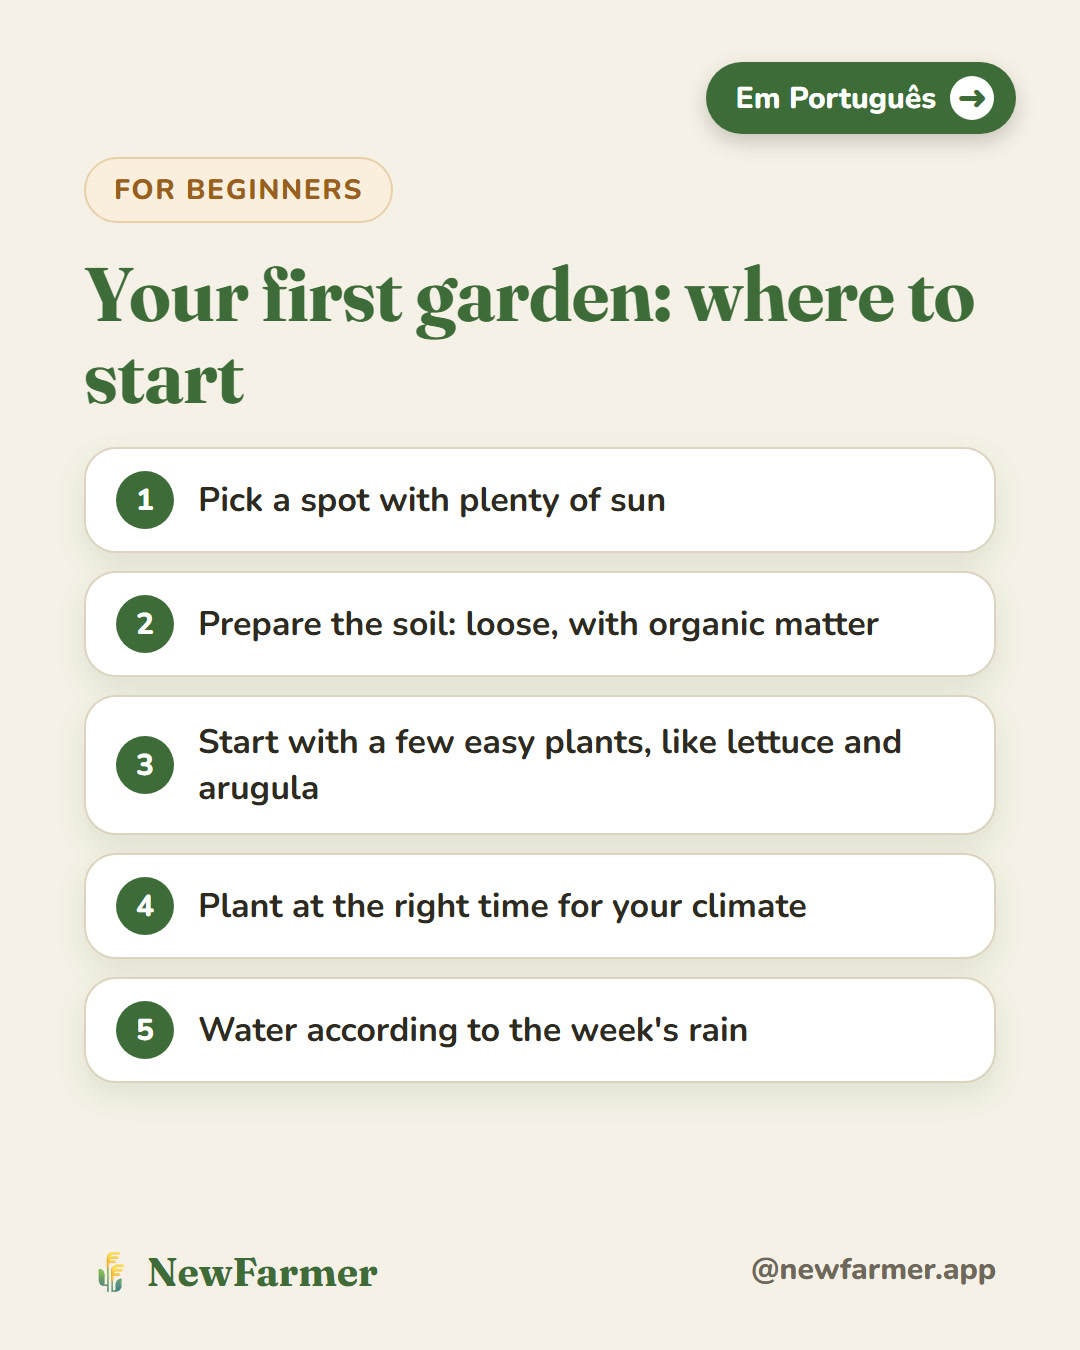 Em Português
FOR BEGINNERS
Your first garden: where to
start
1 Pick a spot with plenty of sun
2 Prepare the soil: loose, with organic matter
3 Start with a few easy plants, like lettuce and
arugula
4 Plant at the right time for your climate
5 Water according to the week's rain
NewFarmer
@newfarmer.app